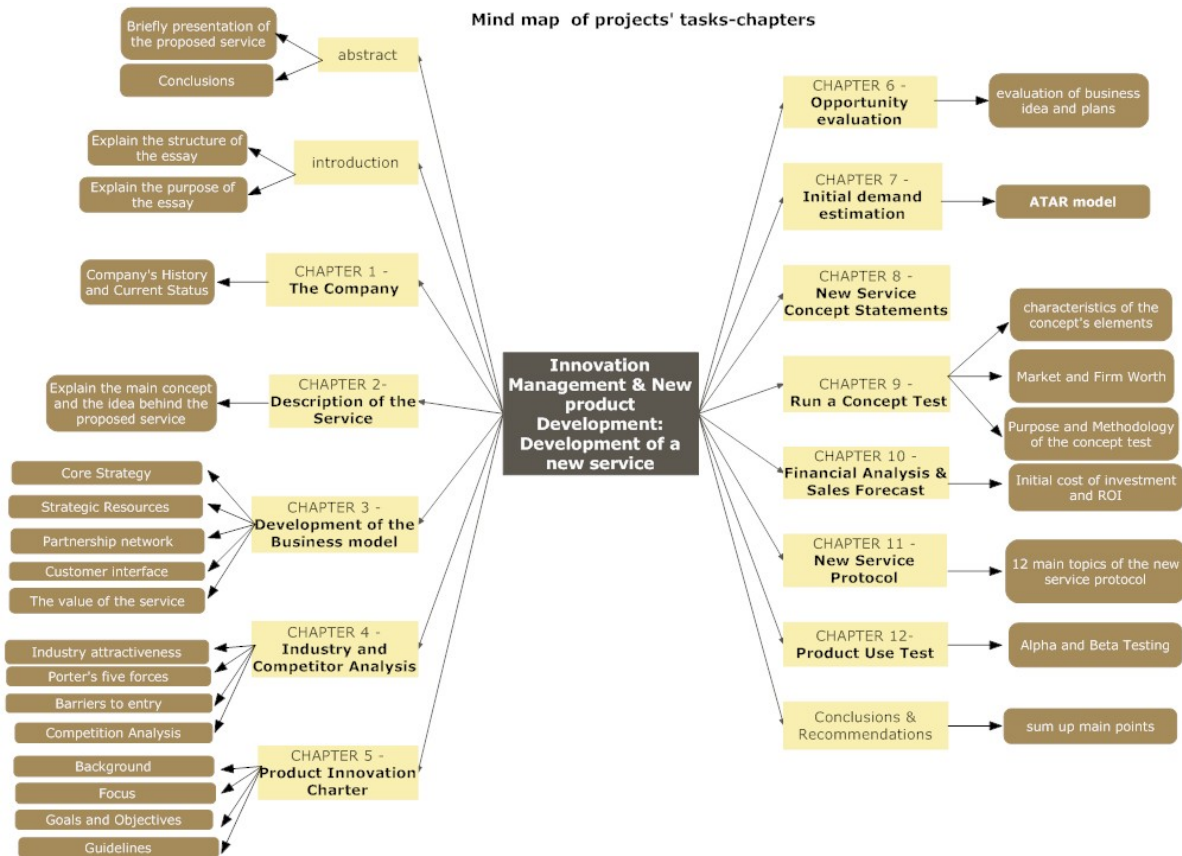 Mind map of projects' tasks-chapters
Briefly presentation of
the proposed service
Conclusions
abstract
Explain the structure of
the essay
Explain the purpose of
the essay
introduction
Company's History
and Current Status
CHAPTER 1 -
The Company
Explain the main concept
and the idea behind the
proposed service
CHAPTER 2-
Description of the
Service
Core Strategy
Strategic Resources
Partnership network
Customer interface
The value of the service
CHAPTER 3 -
Development of the
Business model
Industry attractiveness
Porter's five forces
Barriers to entry
Competition Analysis
CHAPTER 4 -
Industry and
Competitor Analysis
Background
Focus
Goals and Objectives
Guidelines
CHAPTER 5 -
Product Innovation
Charter
Innovation
Management & New
product
Development:
Development of a
new service
CHAPTER 6 -
Opportunity
evaluation
evaluation of business
idea and plans
CHAPTER 7 -
Initial demand
estimation
ATAR model
CHAPTER 8 -
New Service
Concept Statements
CHAPTER 9 -
Run a Concept Test
characteristics of the
concept's elements
Market and Firm Worth
Purpose and Methodology
of the concept test
CHAPTER 10 -
Financial Analysis &
Sales Forecast
Initial cost of investment
and ROI
CHAPTER 11 -
New Service
Protocol
12 main topics of the new
service protocol
CHAPTER 12-
Product Use Test
Alpha and Beta Testing
Conclusions &
Recommendations
sum up main points